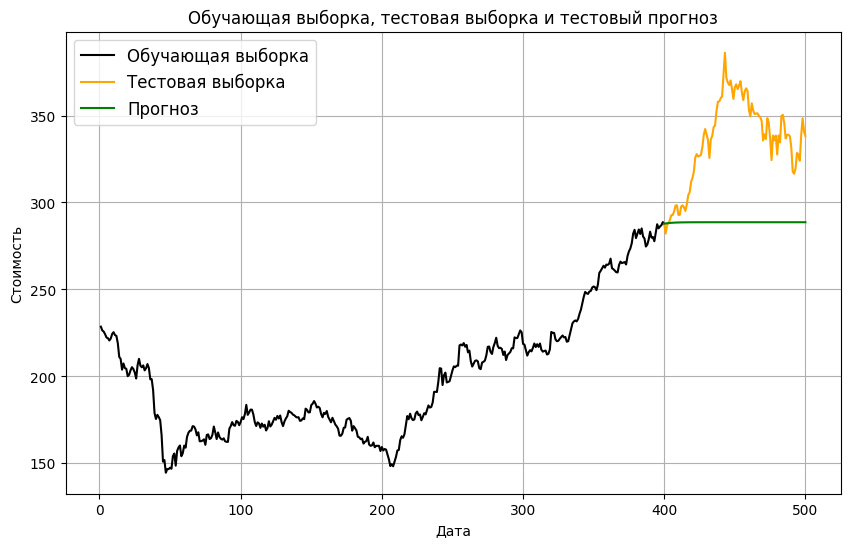 Обучающая выборка, тестовая выборка и тестовый прогноз
Обучающая выборка
Тестовая выборка
Прогноз
Стоимость
350
300
250
200
150
0 100 200 300 400 500
Дата